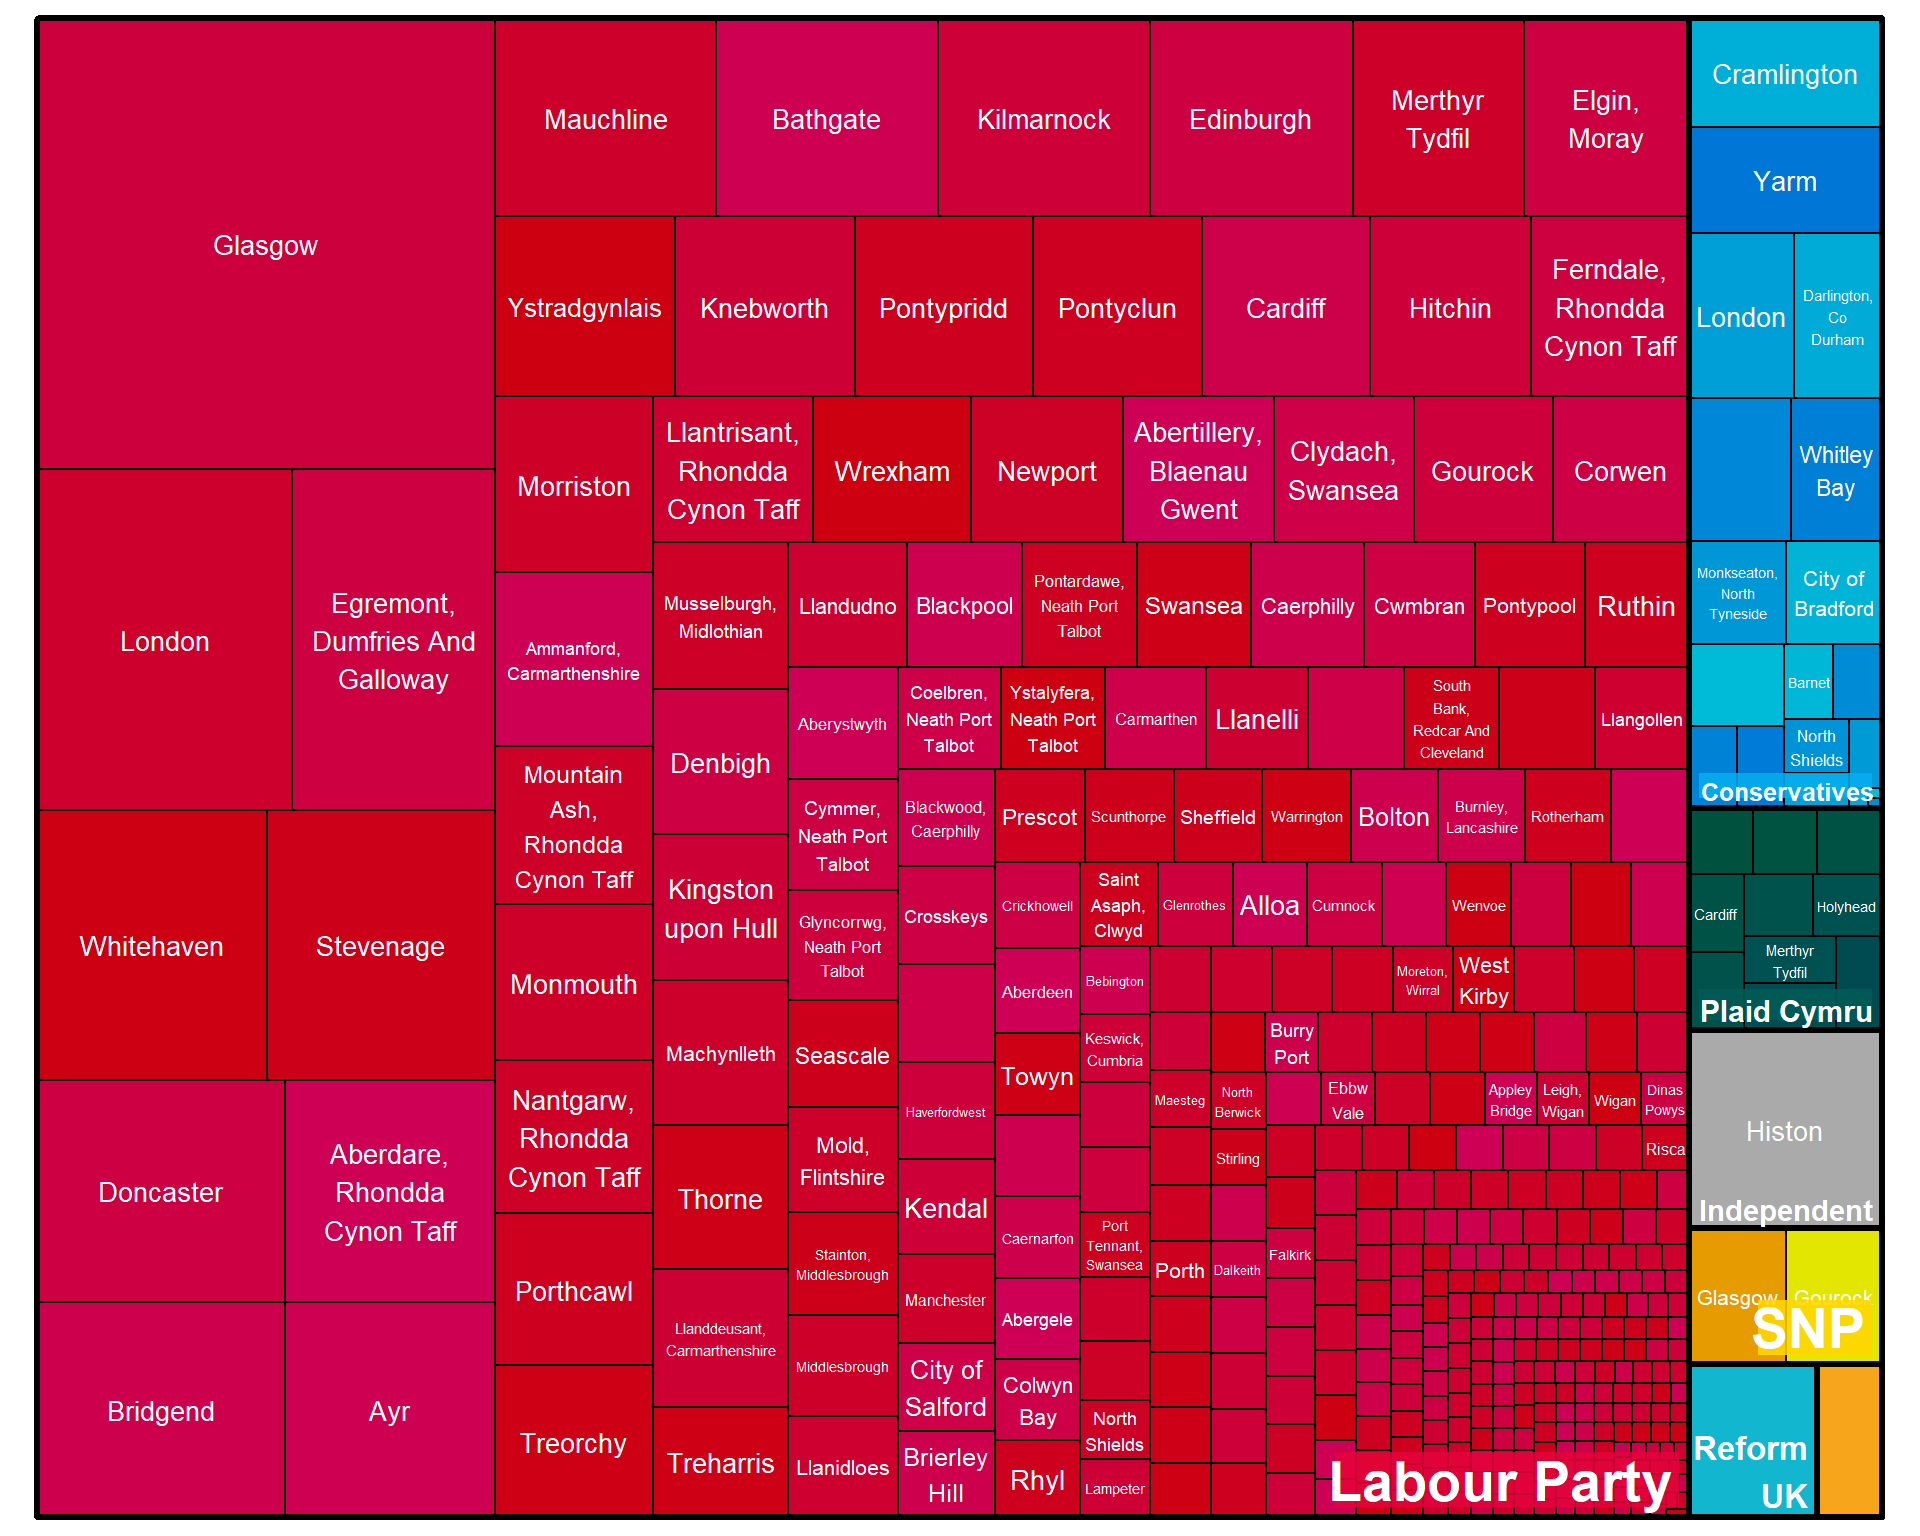 Glasgow
London
Egremont,
Dumfries And
Galloway
Whitehaven
Stevenage
Doncaster
Aberdare,
Rhondda
Cynon Taff
Bridgend
Ayr
Mauchline
Bathgate
Kilmarnock
Edinburgh
Merthyr
Tydfil
Elgin,
Moray
Ystradgynlais
Knebworth
Pontypridd
Pontyclun
Cardiff
Hitchin
Ferndale,
Rhondda
Cynon Taff
Morriston
Ammanford,
Carmarthenshire
Mountain
Ash,
Rhondda
Cynon Taff
Monmouth
Nantgarw,
Rhondda
Cynon Taff
Porthcawl
Treorchy
Llantrisant,
Rhondda
Cynon Taff
Wrexham
Newport
Abertillery,
Blaenau
Gwent
Clydach,
Swansea
Gourock
Corwen
Musselburgh,
Midlothian
Denbigh
Kingston
upon Hull
Machynlleth
Thorne
Llanddeusant,
Carmarthenshire
Treharris
Llandudno
Blackpool
Pontardawe,
Neath Port
Talbot
Swansea
Caerphilly
Cwmbran
Pontypool
Ruthin
Aberystwyth
Cymmer,
Neath Port
Talbot
Glyncorrwg,
Neath Port
Talbot
Seascale
Mold,
Flintshire
Stainton,
Middlesbrough
Middlesbrough
Llanidloes
Coelbren,
Neath Port
Talbot
Ystalyfera,
Neath Port
Talbot
Carmarthen
Llanelli
South
Bank,
Redcar And
Cleveland
Llangollen
Blackwood,
Caerphilly
Crosskeys
Haverfordwest
Kendal
Manchester
City of
Salford
Brierley
Hill
Prescot
Scunthorpe
Sheffield
Warrington
Bolton
Burnley,
Lancashire
Rotherham
Crickhowell
Aberdeen
Towyn
Caernarfon
Abergele
Colwyn
Bay
Rhyl
Saint
Asaph,
Clwyd
Glenrothes
Alloa
Cumnock
Wenvoe
Bebington
Keswick,
Cumbria
Port
Tennant,
Swansea
North
Shields
Lampeter
Moreton,
Wirral
West
Kirby
Maesteg
Porth
Burry
Port
North
Berwick
Stirling
Dalkeith
Ebbw
Vale
Appley
Bridge
Leigh,
Wigan
Wigan
Dinas
Powys
Falkirk
Risca
Labour Party
Cramlington
Yarm
London
Darlington,
Co
Durham
Whitley
Bay
Monkseaton,
North
Tyneside
City of
Bradford
Barnet
North
Shields
Conservatives
Cardiff
Holyhead
Merthyr
Tydfil
Plaid Cymru
Histon
Independent
Glasgow
Gourock
SNP
Reform
UK